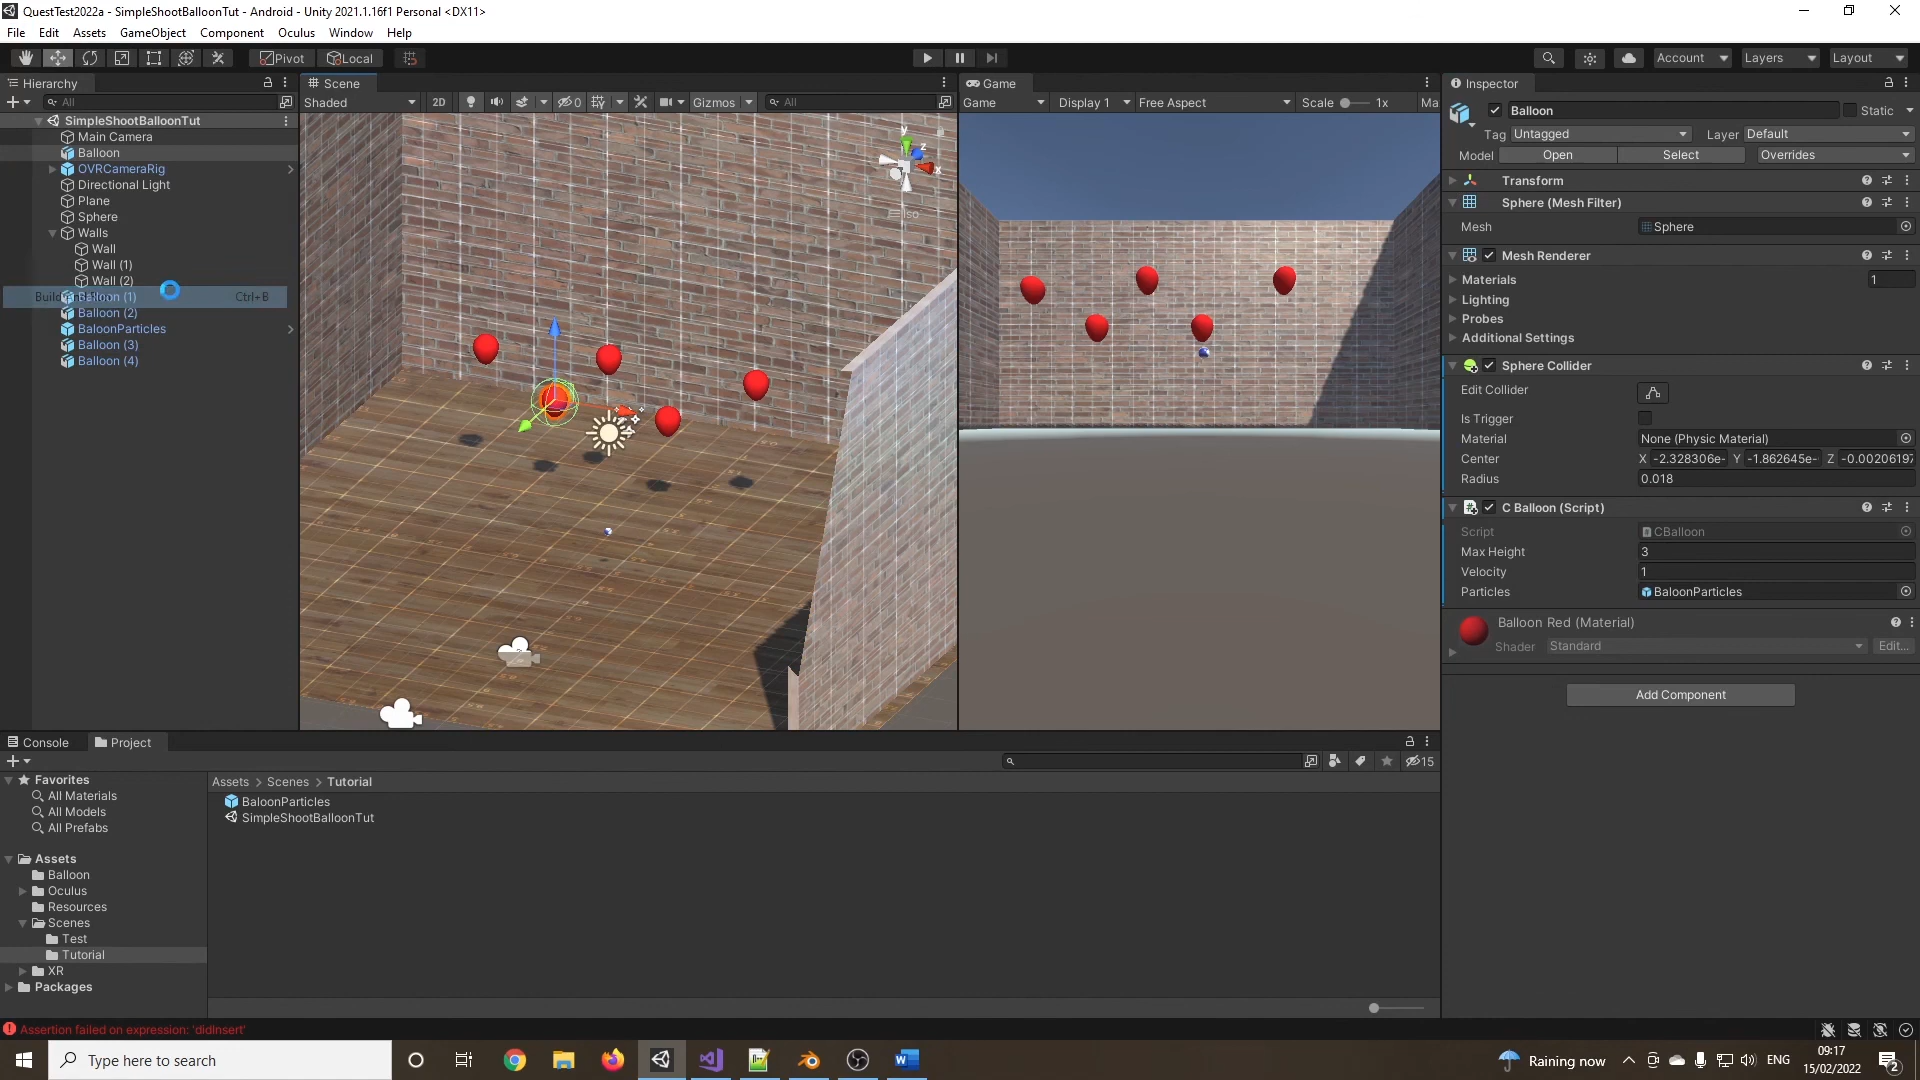 QuestTest2022a - SimpleShootBalloonTut - Android - Unity 2021.1.16f1 Personal <DX11>
File Edit Assets GameObject Component Oculus Window Help
Pivot Local Account Layers Layout
Hierarchy
All
SimpleShootBalloonTut
Main Camera
Balloon
OVRCameraRig
Directional Light
Plane
Sphere
Walls
Wall
Wall (1)
Wall (2)
Balloon (1) Ctrl+B
Balloon (2)
BaloonParticles
Balloon (3)
Balloon (4)
Scene
Shaded 2D 0 Gizmos All
y
z
x
Iso
Game
Game Display 1 Free Aspect Scale 1x Ma
Inspector
Balloon Static
Tag Untagged Layer Default
Model Open Select Overrides
Transform
Sphere (Mesh Filter)
Mesh Sphere
Mesh Renderer
Materials 1
Lighting
Probes
Additional Settings
Sphere Collider
Edit Collider
Is Trigger
Material None (Physic Material)
Center X -2.328306e- Y -1.862645e- Z -0.00206197
Radius 0.018
C Balloon (Script)
Script CBalloon
Max Height 3
Velocity 1
Particles BaloonParticles
Balloon Red (Material)
Shader Standard Edit...
Add Component
Console Project
15
Favorites
All Materials
All Models
All Prefabs
Assets
Balloon
Oculus
Resources
Scenes
Test
Tutorial
XR
Packages
Assets > Scenes > Tutorial
BaloonParticles
SimpleShootBalloonTut
Assertion failed on expression: 'didInsert'
Type here to search
Raining now ENG 09:17
15/02/2022
2